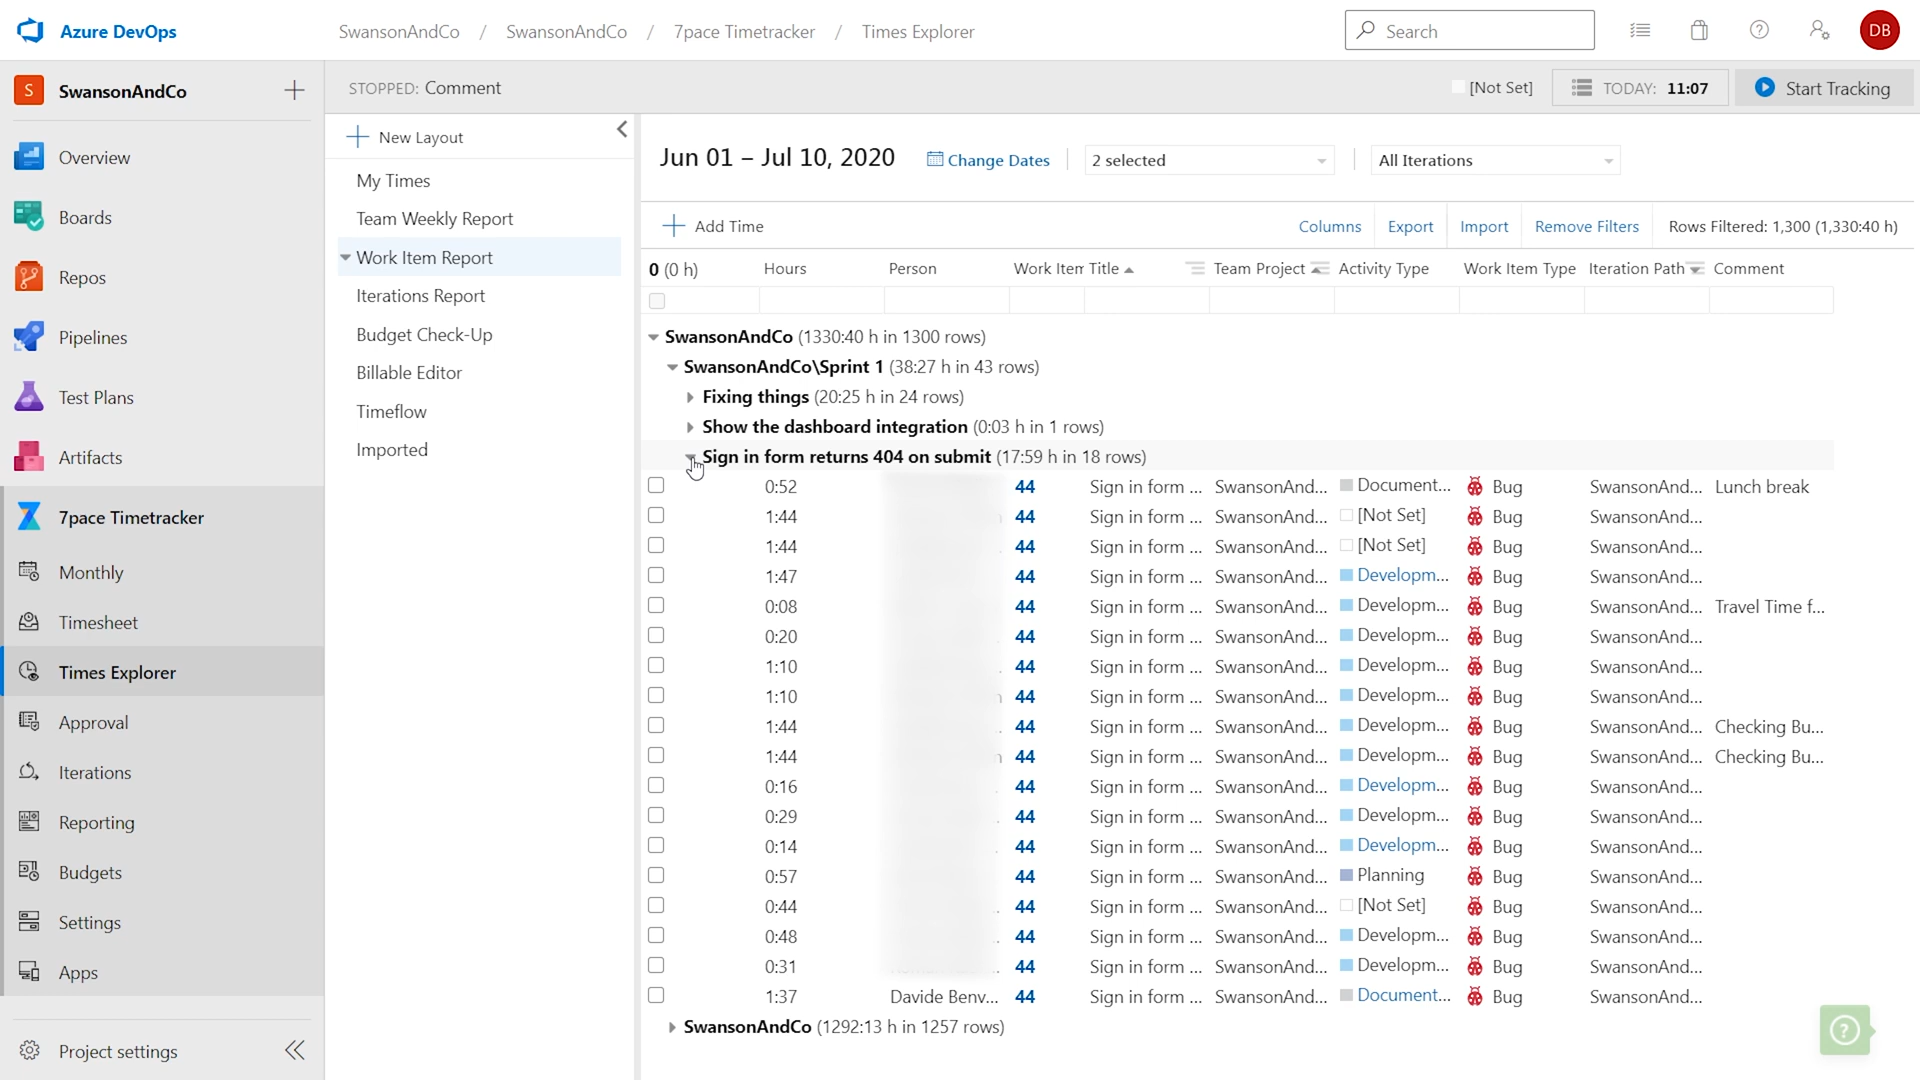 Azure DevOps
SwansonAndCo / SwansonAndCo / 7pace Timetracker / Times Explorer
Search
DB
S SwansonAndCo
STOPPED: Comment
[Not Set]
TODAY: 11:07
Start Tracking
Overview
Boards
Repos
Pipelines
Test Plans
Artifacts
7pace Timetracker
Monthly
Timesheet
Times Explorer
Approval
Iterations
Reporting
Budgets
Settings
Apps
Project settings
New Layout
My Times
Team Weekly Report
Work Item Report
Iterations Report
Budget Check-Up
Billable Editor
Timeflow
Imported
Jun 01 – Jul 10, 2020
Change Dates
2 selected
All Iterations
Add Time
Columns
Export
Import
Remove Filters
Rows Filtered: 1,300 (1,330:40 h)
0 (0 h) Hours Person Work Item Title Team Project Activity Type Work Item Type Iteration Path Comment
SwansonAndCo (1330:40 h in 1300 rows)
SwansonAndCo\Sprint 1 (38:27 h in 43 rows)
Fixing things (20:25 h in 24 rows)
Show the dashboard integration (0:03 h in 1 rows)
Sign in form returns 404 on submit (17:59 h in 18 rows)
0:52 44 Sign in form ... SwansonAnd... Document... Bug SwansonAnd... Lunch break
1:44 44 Sign in form ... SwansonAnd... [Not Set] Bug SwansonAnd...
1:44 44 Sign in form ... SwansonAnd... [Not Set] Bug SwansonAnd...
1:47 44 Sign in form ... SwansonAnd... Developm... Bug SwansonAnd...
0:08 44 Sign in form ... SwansonAnd... Developm... Bug SwansonAnd... Travel Time f...
0:20 44 Sign in form ... SwansonAnd... Developm... Bug SwansonAnd...
1:10 44 Sign in form ... SwansonAnd... Developm... Bug SwansonAnd...
1:10 44 Sign in form ... SwansonAnd... Developm... Bug SwansonAnd...
1:44 44 Sign in form ... SwansonAnd... Developm... Bug SwansonAnd... Checking Bu...
1:44 44 Sign in form ... SwansonAnd... Developm... Bug SwansonAnd... Checking Bu...
0:16 44 Sign in form ... SwansonAnd... Developm... Bug SwansonAnd...
0:29 44 Sign in form ... SwansonAnd... Developm... Bug SwansonAnd...
0:14 44 Sign in form ... SwansonAnd... Developm... Bug SwansonAnd...
0:57 44 Sign in form ... SwansonAnd... Planning Bug SwansonAnd...
0:44 44 Sign in form ... SwansonAnd... [Not Set] Bug SwansonAnd...
0:48 44 Sign in form ... SwansonAnd... Developm... Bug SwansonAnd...
0:31 44 Sign in form ... SwansonAnd... Developm... Bug SwansonAnd...
1:37 Davide Benv... 44 Sign in form ... SwansonAnd... Document... Bug SwansonAnd...
SwansonAndCo (1292:13 h in 1257 rows)